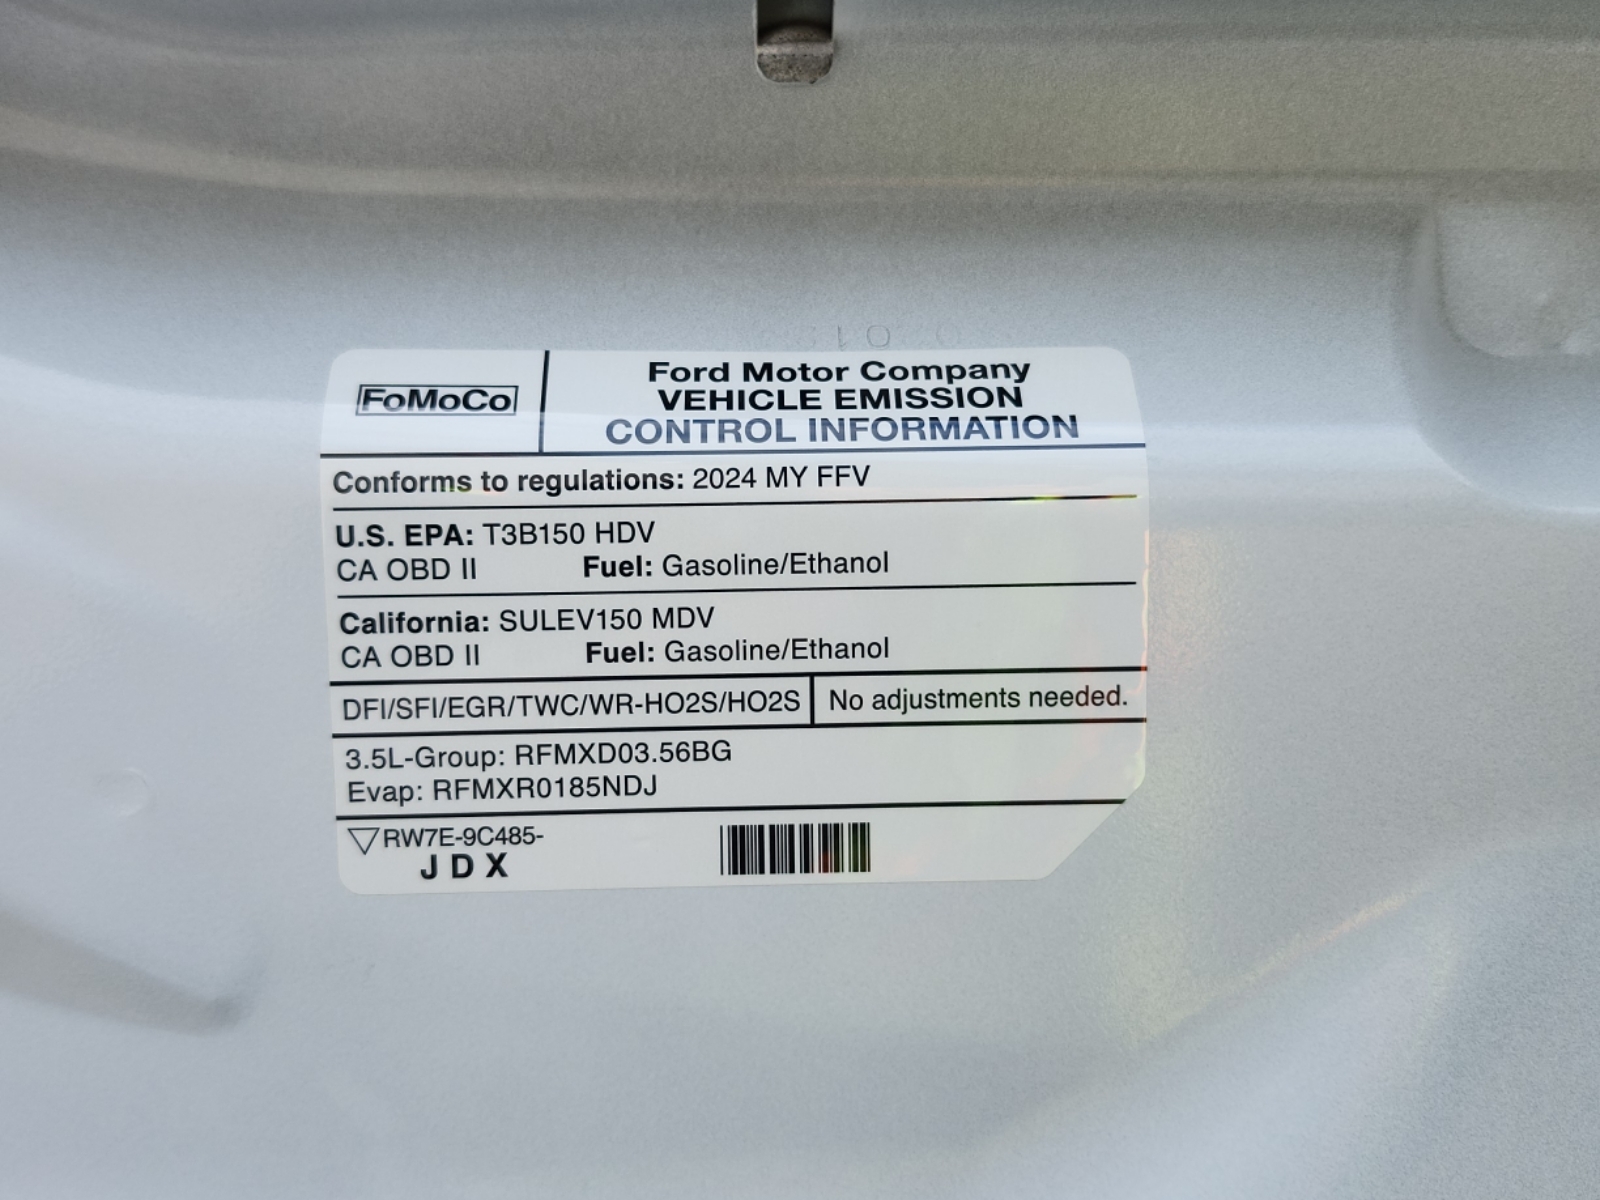 FoMoCo
Ford Motor Company
VEHICLE EMISSION
CONTROL INFORMATION
Conforms to regulations: 2024 MY FFV
U.S. EPA: T3B150 HDV
CA OBD II Fuel: Gasoline/Ethanol
California: SULEV150 MDV
CA OBD II Fuel: Gasoline/Ethanol
DFI/SFI/EGR/TWC/WR-HO2S/HO2S No adjustments needed.
3.5L-Group: RFMXD03.56BG
Evap: RFMXR0185NDJ
RW7E-9C485-
JDX